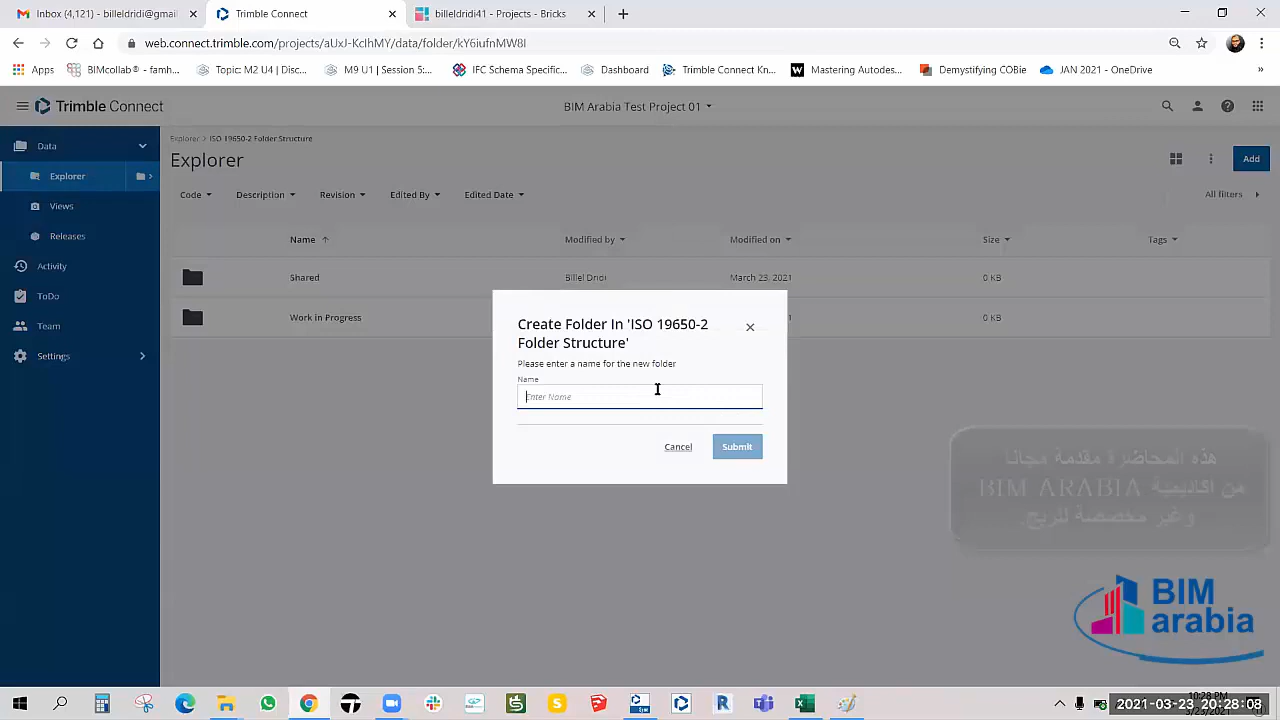 Inbox (4,121) - billeldridi@gmail
Trimble Connect
billeldridi41 - Projects - Bricks
web.connect.trimble.com/projects/aUxJ-KcIhMY/data/folder/kY6iufnMW8I
Apps
BIMcollab® - famh...
Topic: M2 U4 | Disc...
M9 U1 | Session 5:...
IFC Schema Specific...
Dashboard
Trimble Connect Kn...
Mastering Autodes...
Demystifying COBie
JAN 2021 - OneDrive
Trimble Connect
BIM Arabia Test Project 01
Data
Explorer
Views
Releases
Activity
ToDo
Team
Settings
Explorer > ISO 19650-2 Folder Structure
Explorer
Add
Code
Description
Revision
Edited By
Edited Date
All filters
Name
Modified by
Modified on
Size
Tags
Shared
Billel Dridi
March 23, 2021
0 KB
Work in Progress
1
0 KB
Create Folder In 'ISO 19650-2
Folder Structure'
Please enter a name for the new folder
Name
Enter Name
Cancel
Submit
هذه المحاضرة مقدمة مجانا
من اكاديمية BIM ARABIA
وغير مخصصة للربح.
BIM
arabia
10:28 PM
2021-03-23 20:28:08